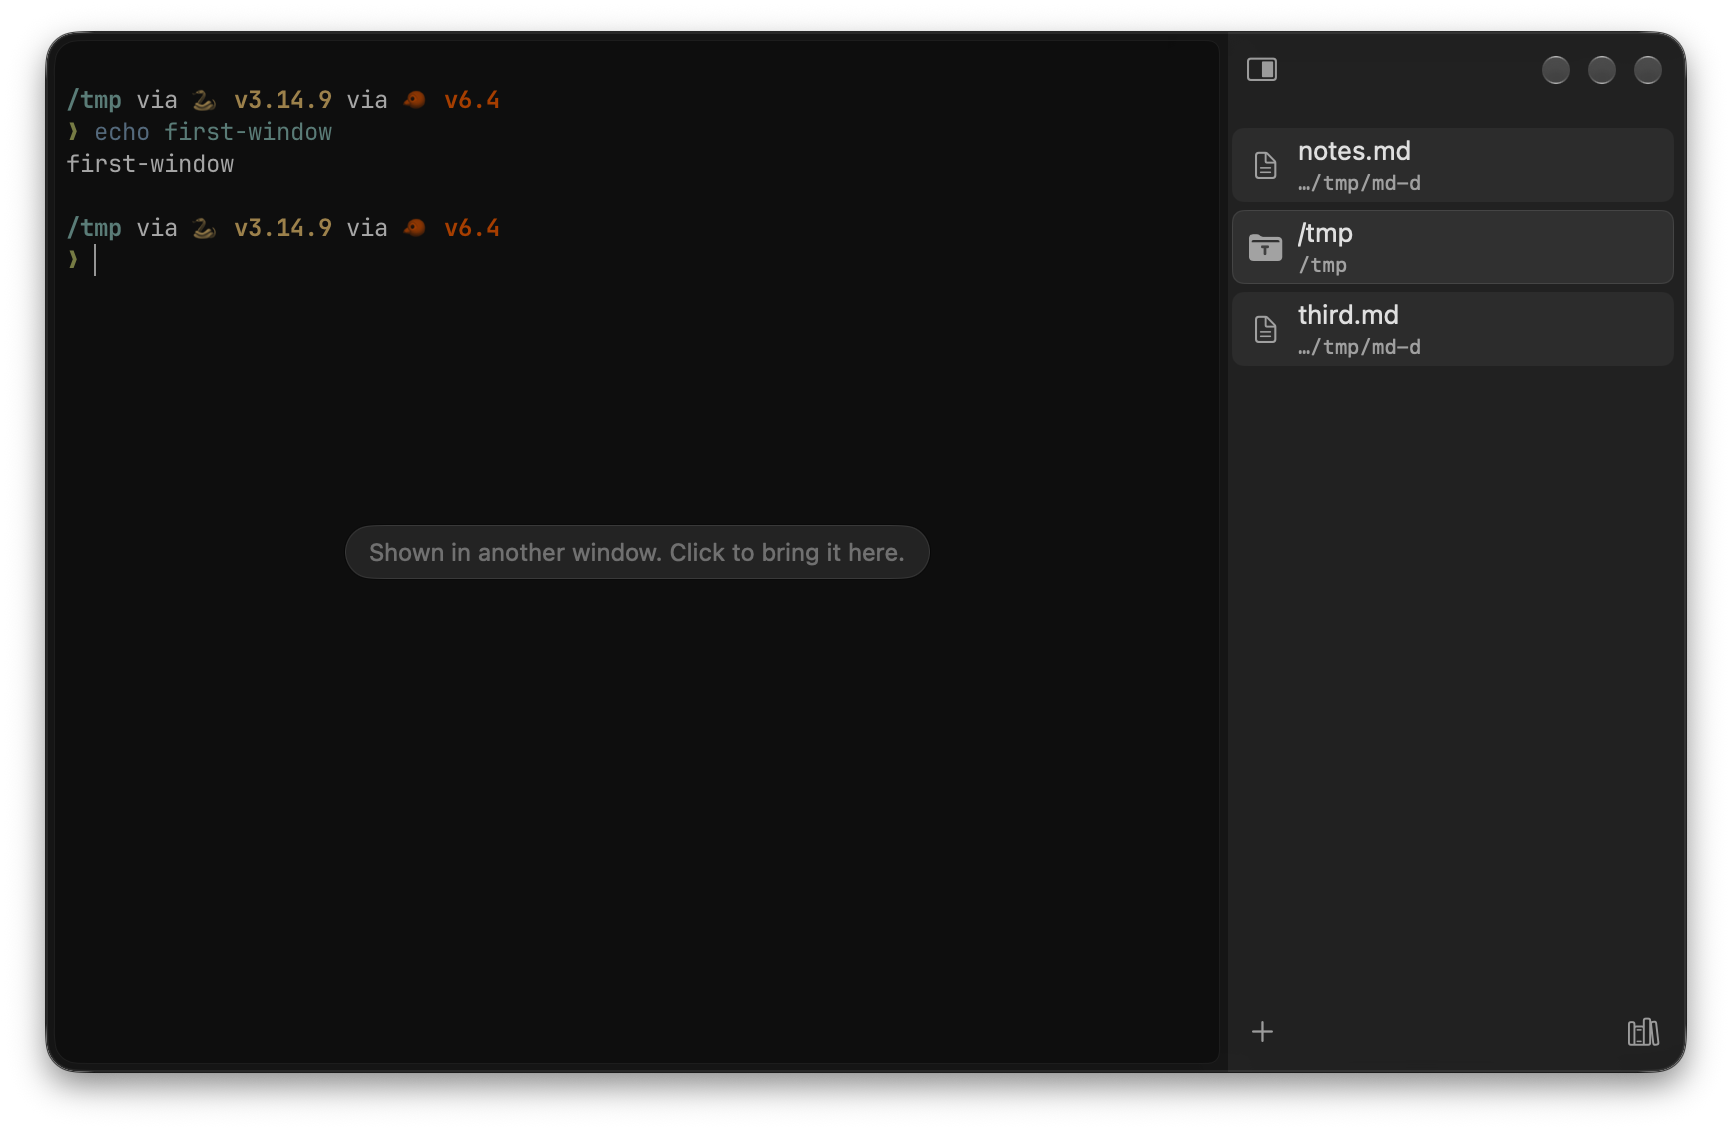 /tmp via 🐍 v3.14.9 via 🐦 v6.4
❯ echo first-window
first-window
/tmp via 🐍 v3.14.9 via 🐦 v6.4
❯
Shown in another window. Click to bring it here.
notes.md
…/tmp/md-d
/tmp
/tmp
third.md
…/tmp/md-d